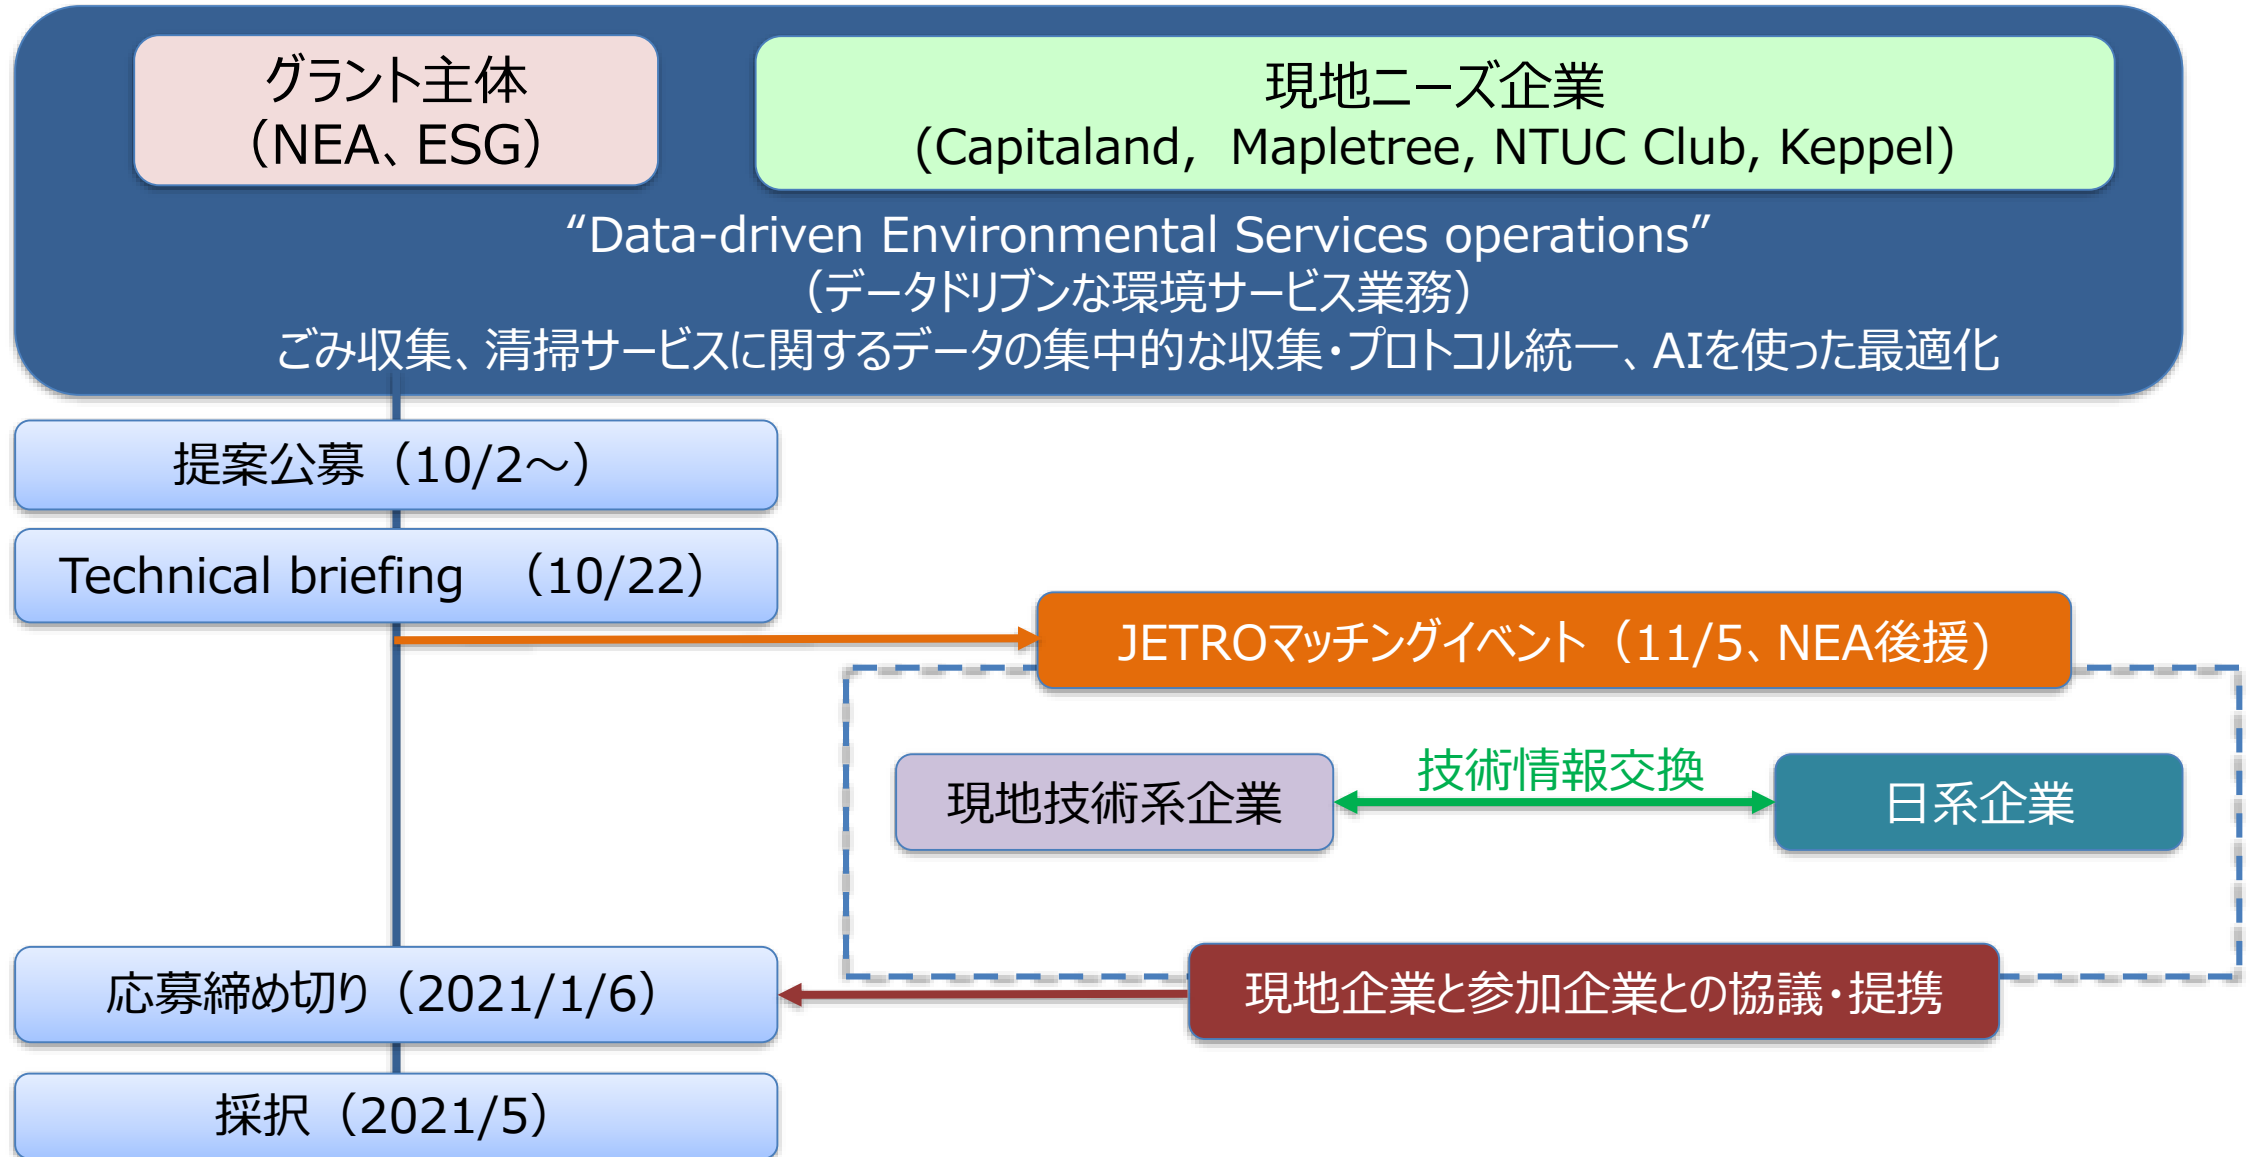 グラント主体
（NEA、ESG）
現地ニーズ企業
(Capitaland,　Mapletree, NTUC Club, Keppel)
“Data-driven Environmental Services operations”
（データドリブンな環境サービス業務）
ごみ収集、清掃サービスに関するデータの集中的な収集・プロトコル統一、AIを使った最適化
提案公募（10/2～）
Technical briefing　（10/22）
JETROマッチングイベント（11/5、NEA後援)
技術情報交換
現地技術系企業
日系企業
応募締め切り（2021/1/6）
現地企業と参加企業との協議・提携
採択（2021/5）